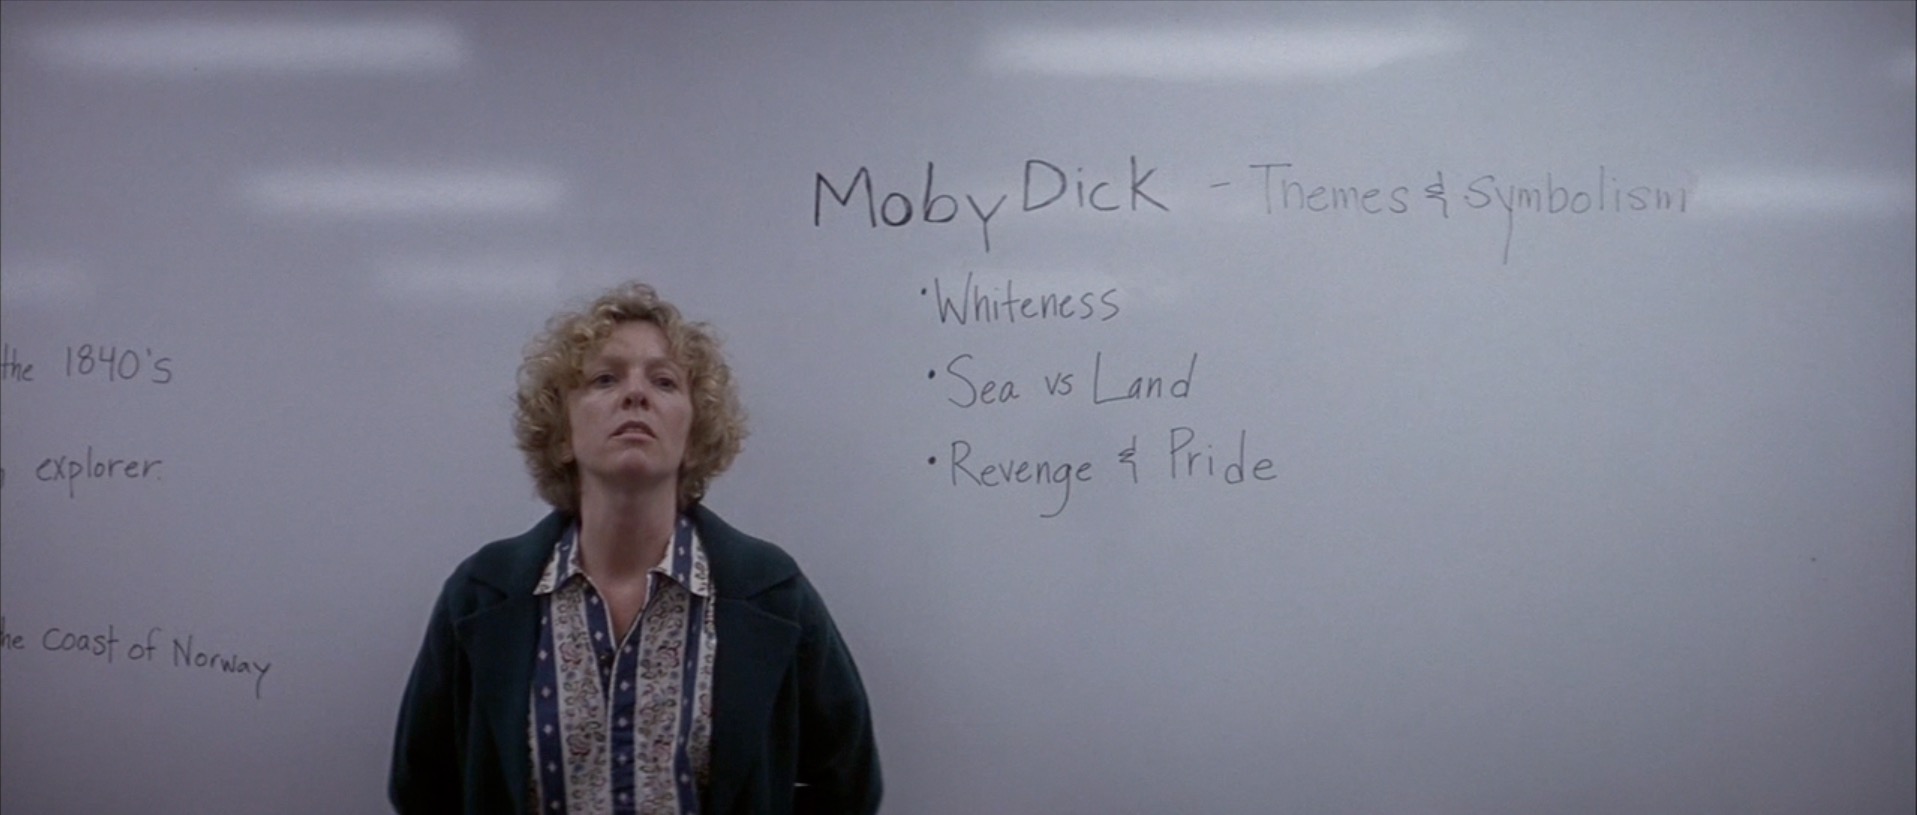 the 1840's
explorer.
he coast of Norway
Moby Dick - Themes & Symbolism
•Whiteness
•Sea vs Land
•Revenge & Pride